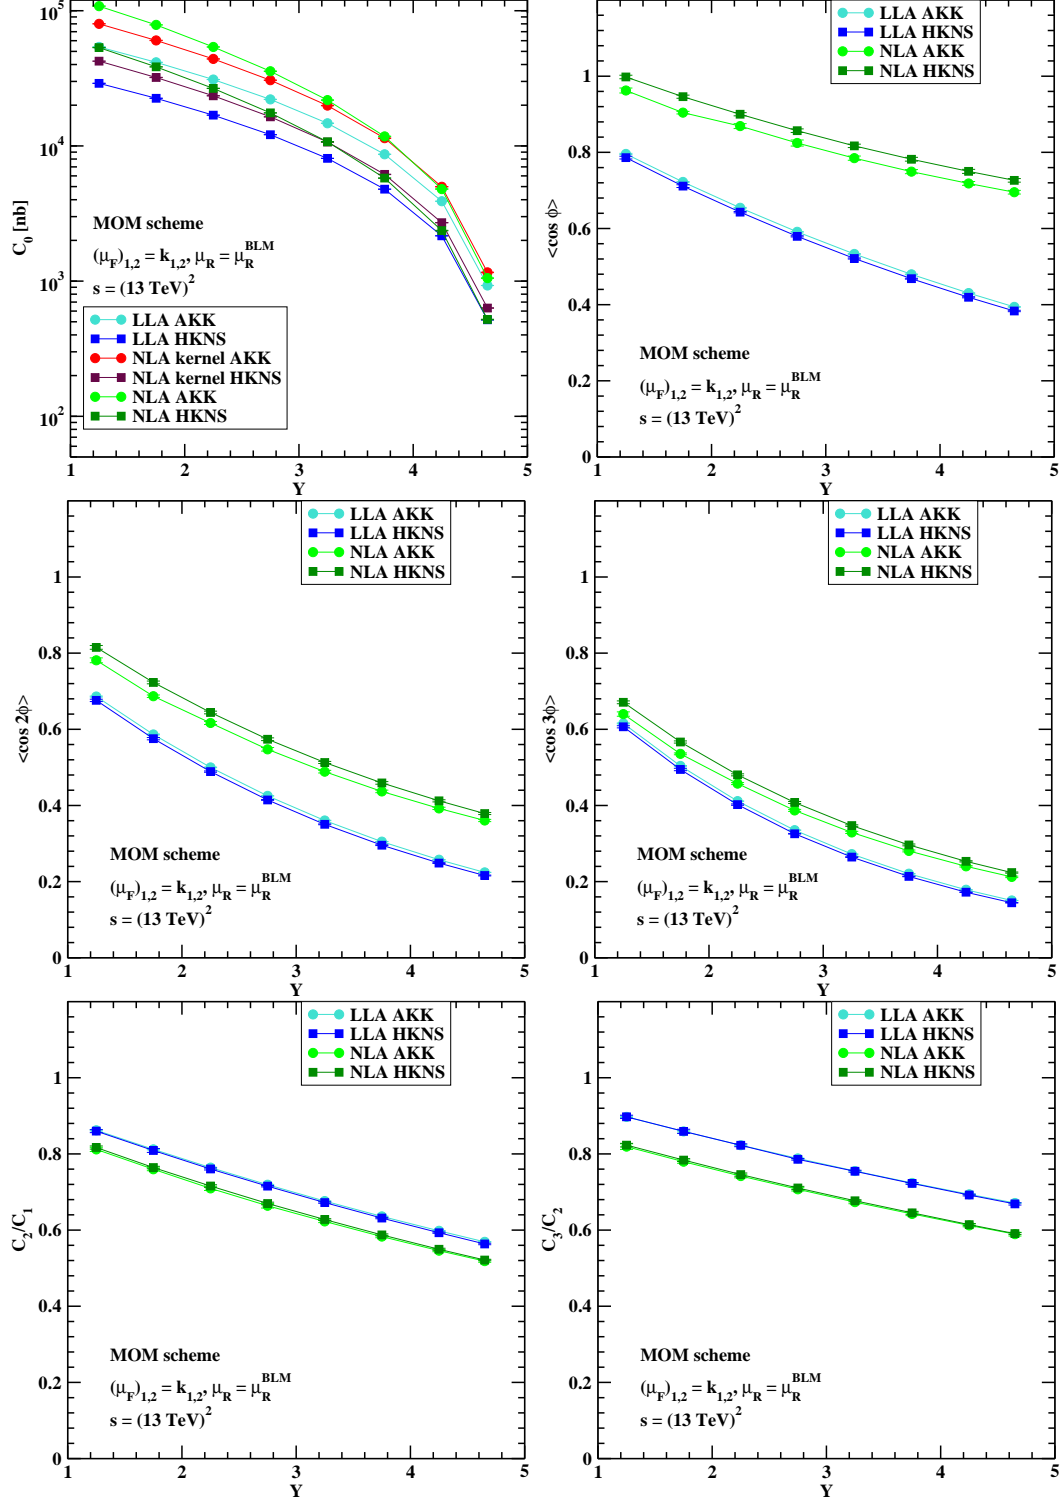 10^5
10^4
10^3
10^2
C_0 [nb]
MOM scheme
(μ_F)_{1,2} = k_{1,2}, μ_R = μ_R^{BLM}
s = (13 TeV)^2
LLA AKK
LLA HKNS
NLA kernel AKK
NLA kernel HKNS
NLA AKK
NLA HKNS
1 2 3 4 5
Y
LLA AKK
LLA HKNS
NLA AKK
NLA HKNS
1
0.8
0.6
0.4
0.2
0
<cos ϕ>
MOM scheme
(μ_F)_{1,2} = k_{1,2}, μ_R = μ_R^{BLM}
s = (13 TeV)^2
1 2 3 4 5
Y
LLA AKK
LLA HKNS
NLA AKK
NLA HKNS
1
0.8
0.6
0.4
0.2
0
<cos 2ϕ>
MOM scheme
(μ_F)_{1,2} = k_{1,2}, μ_R = μ_R^{BLM}
s = (13 TeV)^2
1 2 3 4 5
Y
LLA AKK
LLA HKNS
NLA AKK
NLA HKNS
1
0.8
0.6
0.4
0.2
0
<cos 3ϕ>
MOM scheme
(μ_F)_{1,2} = k_{1,2}, μ_R = μ_R^{BLM}
s = (13 TeV)^2
1 2 3 4 5
Y
LLA AKK
LLA HKNS
NLA AKK
NLA HKNS
1
0.8
0.6
0.4
0.2
0
C_2/C_1
MOM scheme
(μ_F)_{1,2} = k_{1,2}, μ_R = μ_R^{BLM}
s = (13 TeV)^2
1 2 3 4 5
Y
LLA AKK
LLA HKNS
NLA AKK
NLA HKNS
1
0.8
0.6
0.4
0.2
0
C_3/C_2
MOM scheme
(μ_F)_{1,2} = k_{1,2}, μ_R = μ_R^{BLM}
s = (13 TeV)^2
1 2 3 4 5
Y